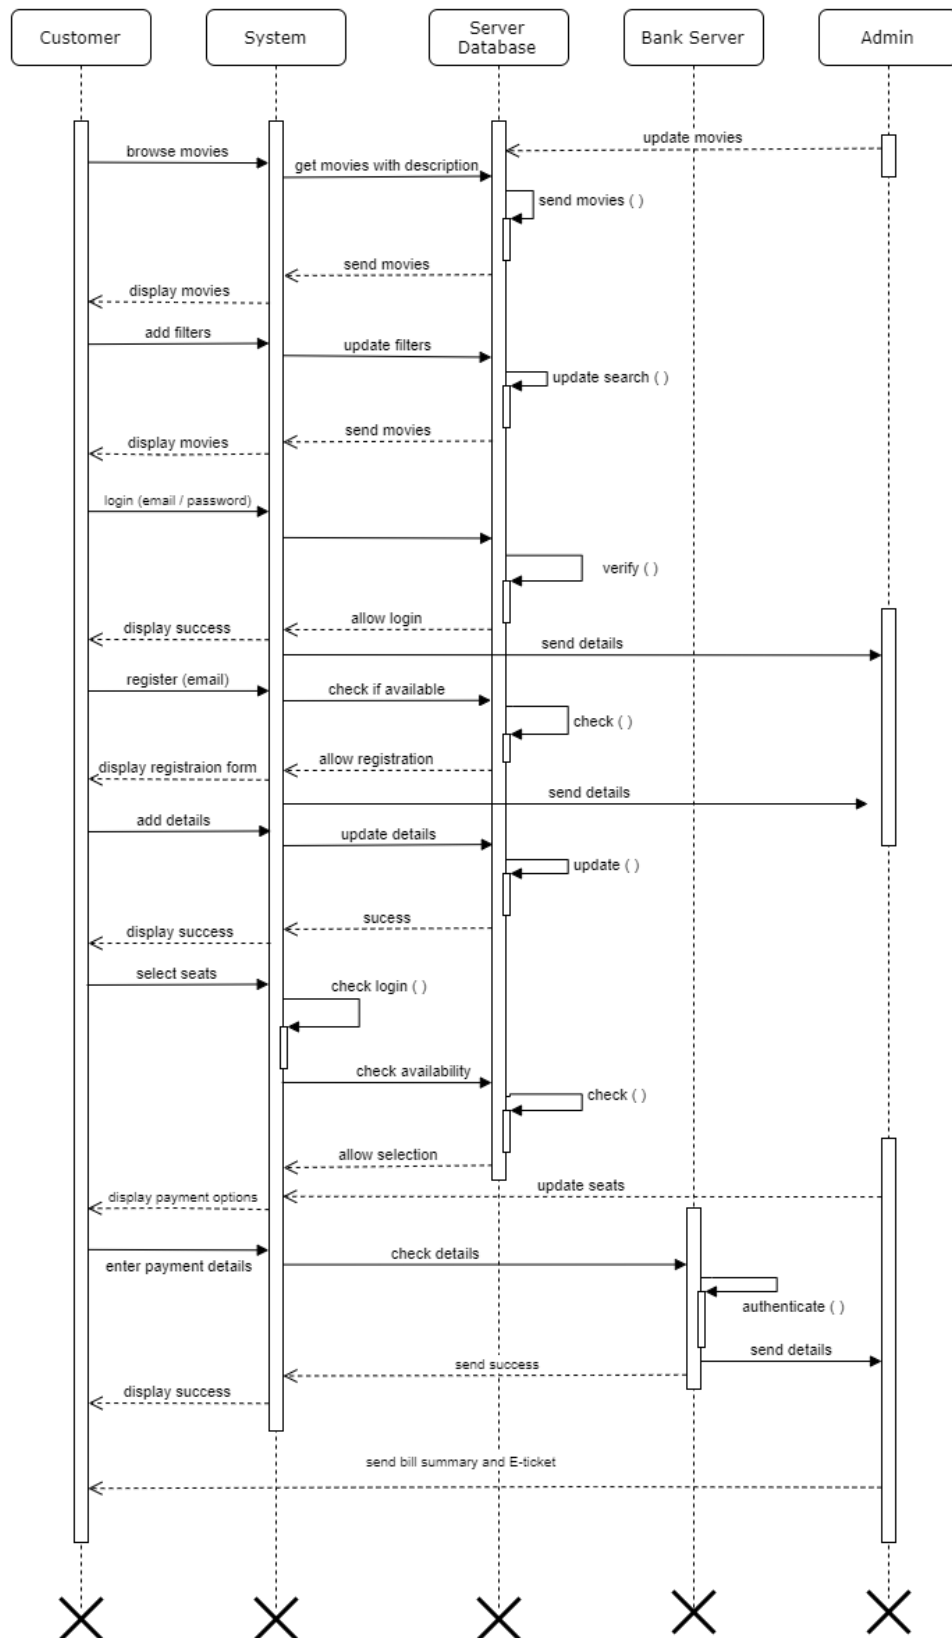 Customer
System
Server
Database
Bank Server
Admin
update movies
browse movies
get movies with description
send movies ( )
send movies
display movies
add filters
update filters
update search ( )
send movies
display movies
login (email / password)
verify ( )
allow login
display success
send details
register (email)
check if available
check ( )
allow registration
display registraion form
send details
add details
update details
update ( )
sucess
display success
select seats
check login ( )
check availability
check ( )
allow selection
update seats
display payment options
check details
enter payment details
authenticate ( )
send details
send success
display success
send bill summary and E-ticket